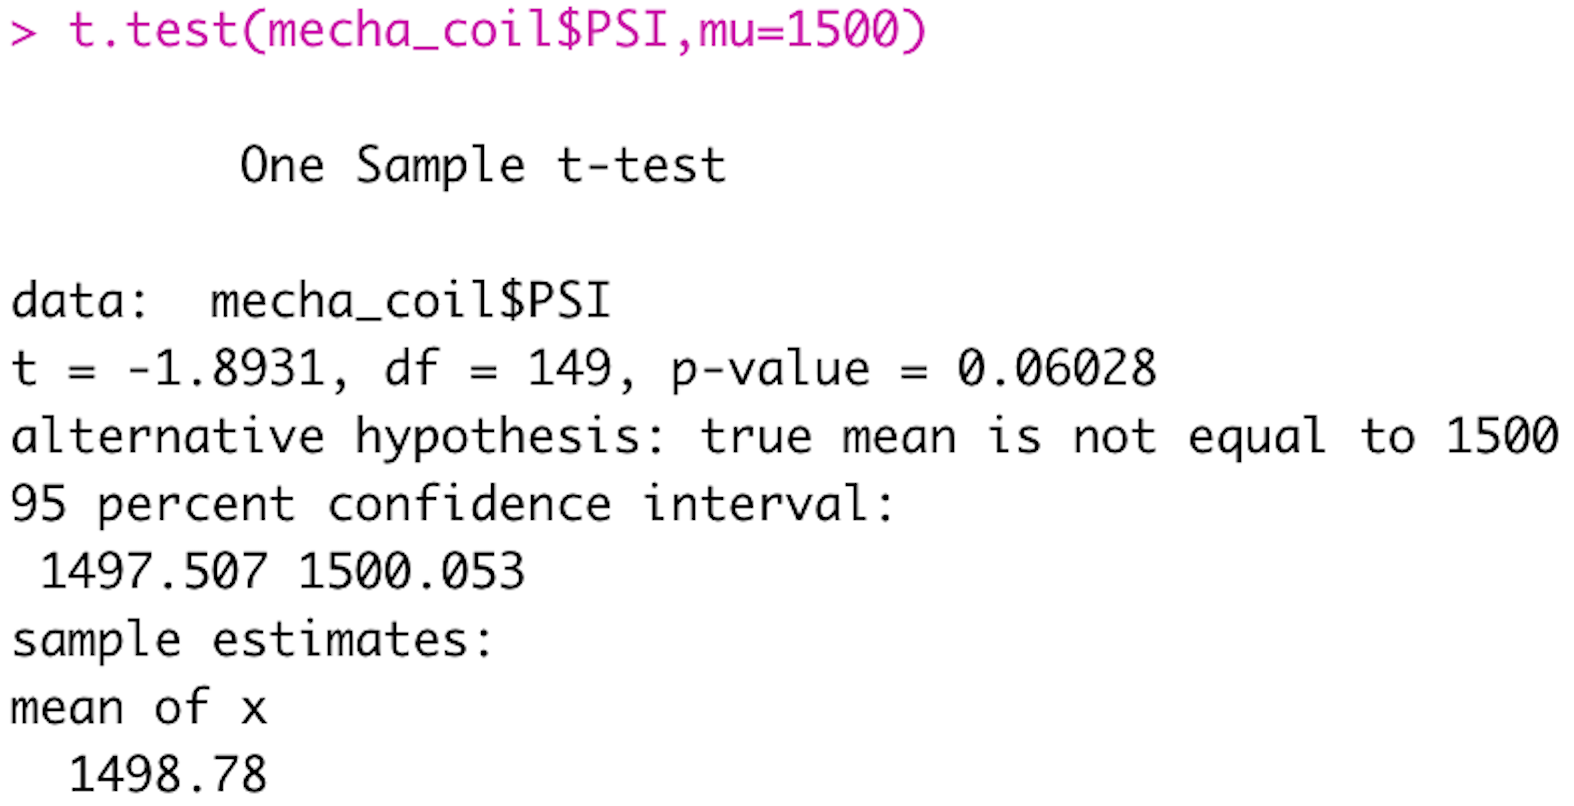 > t.test(mecha_coil$PSI,mu=1500)
One Sample t-test
data:  mecha_coil$PSI
t = -1.8931, df = 149, p-value = 0.06028
alternative hypothesis: true mean is not equal to 1500
95 percent confidence interval:
1497.507 1500.053
sample estimates:
mean of x
1498.78